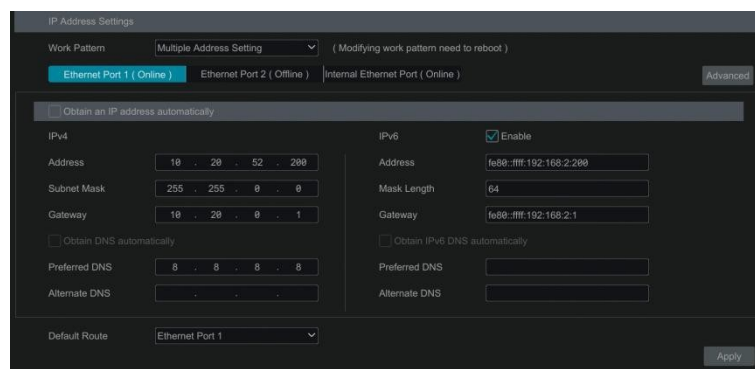 IP Address Settings
Work Pattern Multiple Address Setting ( Modifying work pattern need to reboot )
Ethernet Port 1 ( Online ) Ethernet Port 2 ( Offline ) Internal Ethernet Port ( Online ) Advanced
Obtain an IP address automatically
IPv4 IPv6 Enable
Address 10 . 20 . 52 . 200 Address fe80::ffff:192:168:2:200
Subnet Mask 255 . 255 . 0 . 0 Mask Length 64
Gateway 10 . 20 . 0 . 1 Gateway fe80::ffff:192:168:2:1
Obtain DNS automatically Obtain IPv6 DNS automatically
Preferred DNS 8 . 8 . 8 . 8 Preferred DNS
Alternate DNS . . . Alternate DNS
Default Route Ethernet Port 1
Apply